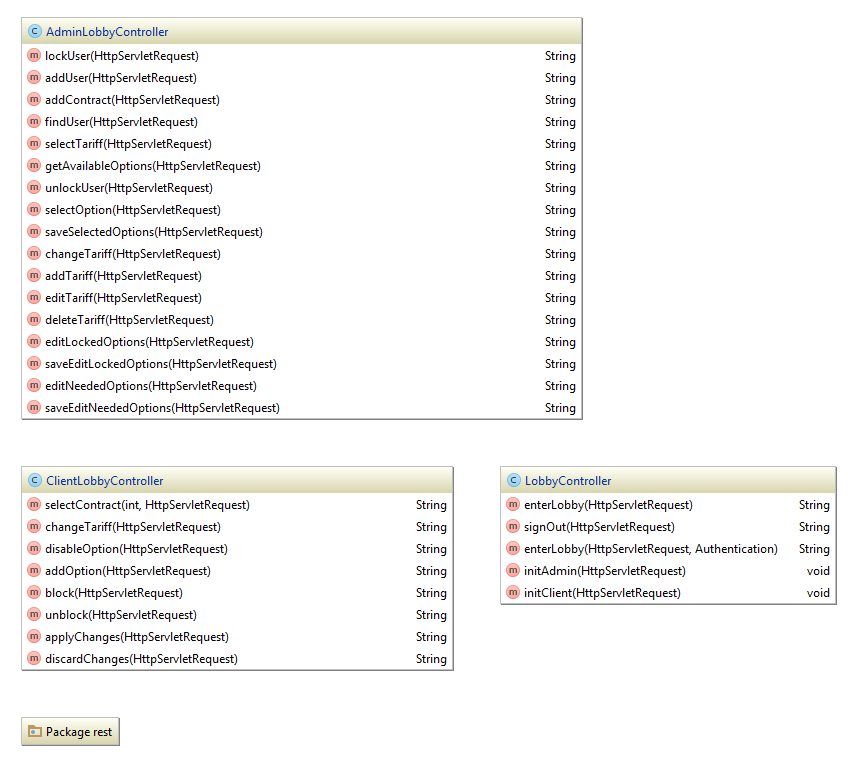 C AdminLobbyController
m lockUser(HttpServletRequest) String
m addUser(HttpServletRequest) String
m addContract(HttpServletRequest) String
m findUser(HttpServletRequest) String
m selectTariff(HttpServletRequest) String
m getAvailableOptions(HttpServletRequest) String
m unlockUser(HttpServletRequest) String
m selectOption(HttpServletRequest) String
m saveSelectedOptions(HttpServletRequest) String
m changeTariff(HttpServletRequest) String
m addTariff(HttpServletRequest) String
m editTariff(HttpServletRequest) String
m deleteTariff(HttpServletRequest) String
m editLockedOptions(HttpServletRequest) String
m saveEditLockedOptions(HttpServletRequest) String
m editNeededOptions(HttpServletRequest) String
m saveEditNeededOptions(HttpServletRequest) String
C ClientLobbyController
m selectContract(int, HttpServletRequest) String
m changeTariff(HttpServletRequest) String
m disableOption(HttpServletRequest) String
m addOption(HttpServletRequest) String
m block(HttpServletRequest) String
m unblock(HttpServletRequest) String
m applyChanges(HttpServletRequest) String
m discardChanges(HttpServletRequest) String
C LobbyController
m enterLobby(HttpServletRequest) String
m signOut(HttpServletRequest) String
m enterLobby(HttpServletRequest, Authentication) String
m initAdmin(HttpServletRequest) void
m initClient(HttpServletRequest) void
Package rest